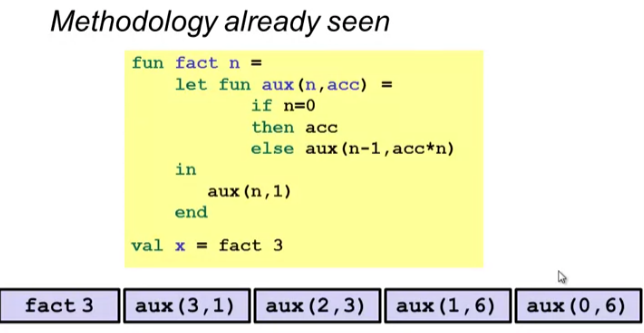 Methodology already seen
fun fact n =
let fun aux(n,acc) =
if n=0
then acc
else aux(n-1,acc*n)
in
aux(n,1)
end
val x = fact 3
fact 3 aux(3,1) aux(2,3) aux(1,6) aux(0,6)